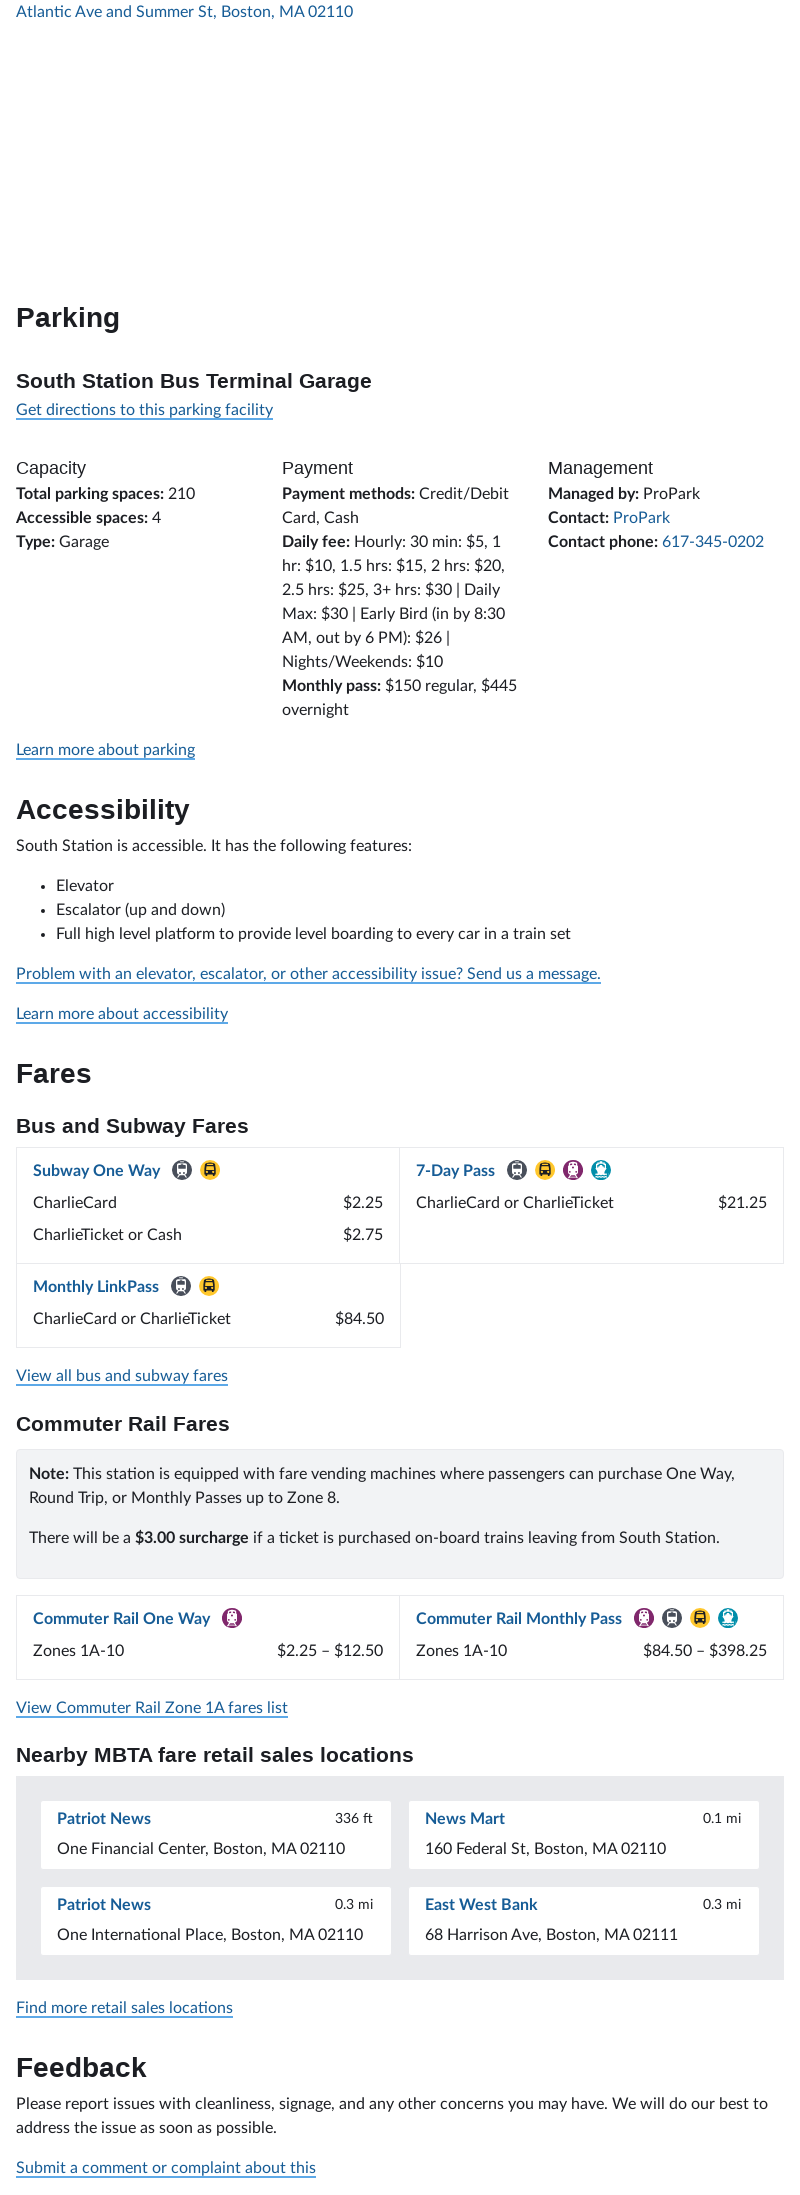 Atlantic Ave and Summer St, Boston, MA 02110
Parking
South Station Bus Terminal Garage
Get directions to this parking facility
Capacity
Total parking spaces: 210
Accessible spaces: 4
Type: Garage
Payment
Payment methods: Credit/Debit
Card, Cash
Daily fee: Hourly: 30 min: $5, 1
hr: $10, 1.5 hrs: $15, 2 hrs: $20,
2.5 hrs: $25, 3+ hrs: $30 | Daily
Max: $30 | Early Bird (in by 8:30
AM, out by 6 PM): $26 |
Nights/Weekends: $10
Monthly pass: $150 regular, $445
overnight
Management
Managed by: ProPark
Contact: ProPark
Contact phone: 617-345-0202
Learn more about parking
Accessibility
South Station is accessible. It has the following features:
• Elevator
• Escalator (up and down)
• Full high level platform to provide level boarding to every car in a train set
Problem with an elevator, escalator, or other accessibility issue? Send us a message.
Learn more about accessibility
Fares
Bus and Subway Fares
Subway One Way
CharlieCard $2.25
CharlieTicket or Cash $2.75
7-Day Pass
CharlieCard or CharlieTicket $21.25
Monthly LinkPass
CharlieCard or CharlieTicket $84.50
View all bus and subway fares
Commuter Rail Fares
Note: This station is equipped with fare vending machines where passengers can purchase One Way,
Round Trip, or Monthly Passes up to Zone 8.
There will be a $3.00 surcharge if a ticket is purchased on-board trains leaving from South Station.
Commuter Rail One Way
Zones 1A-10 $2.25 – $12.50
Commuter Rail Monthly Pass
Zones 1A-10 $84.50 – $398.25
View Commuter Rail Zone 1A fares list
Nearby MBTA fare retail sales locations
Patriot News 336 ft
One Financial Center, Boston, MA 02110
News Mart 0.1 mi
160 Federal St, Boston, MA 02110
Patriot News 0.3 mi
One International Place, Boston, MA 02110
East West Bank 0.3 mi
68 Harrison Ave, Boston, MA 02111
Find more retail sales locations
Feedback
Please report issues with cleanliness, signage, and any other concerns you may have. We will do our best to
address the issue as soon as possible.
Submit a comment or complaint about this